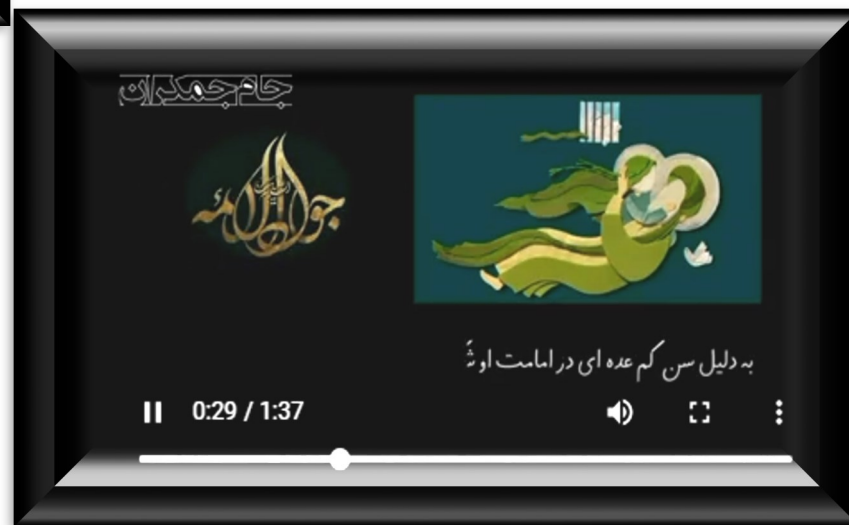 جام جمکران
جوادالائمه
به دلیل سن کم عده ای در امامت او
0:29 / 1:37